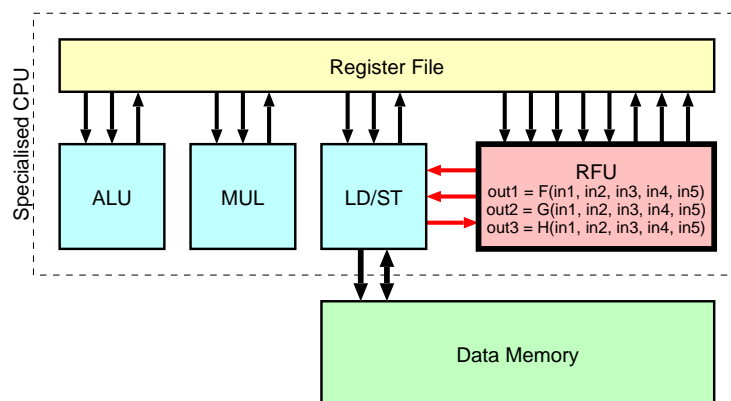 Specialised CPU
Register File
ALU
MUL
LD/ST
RFU
out1 = F(in1, in2, in3, in4, in5)
out2 = G(in1, in2, in3, in4, in5)
out3 = H(in1, in2, in3, in4, in5)
Data Memory